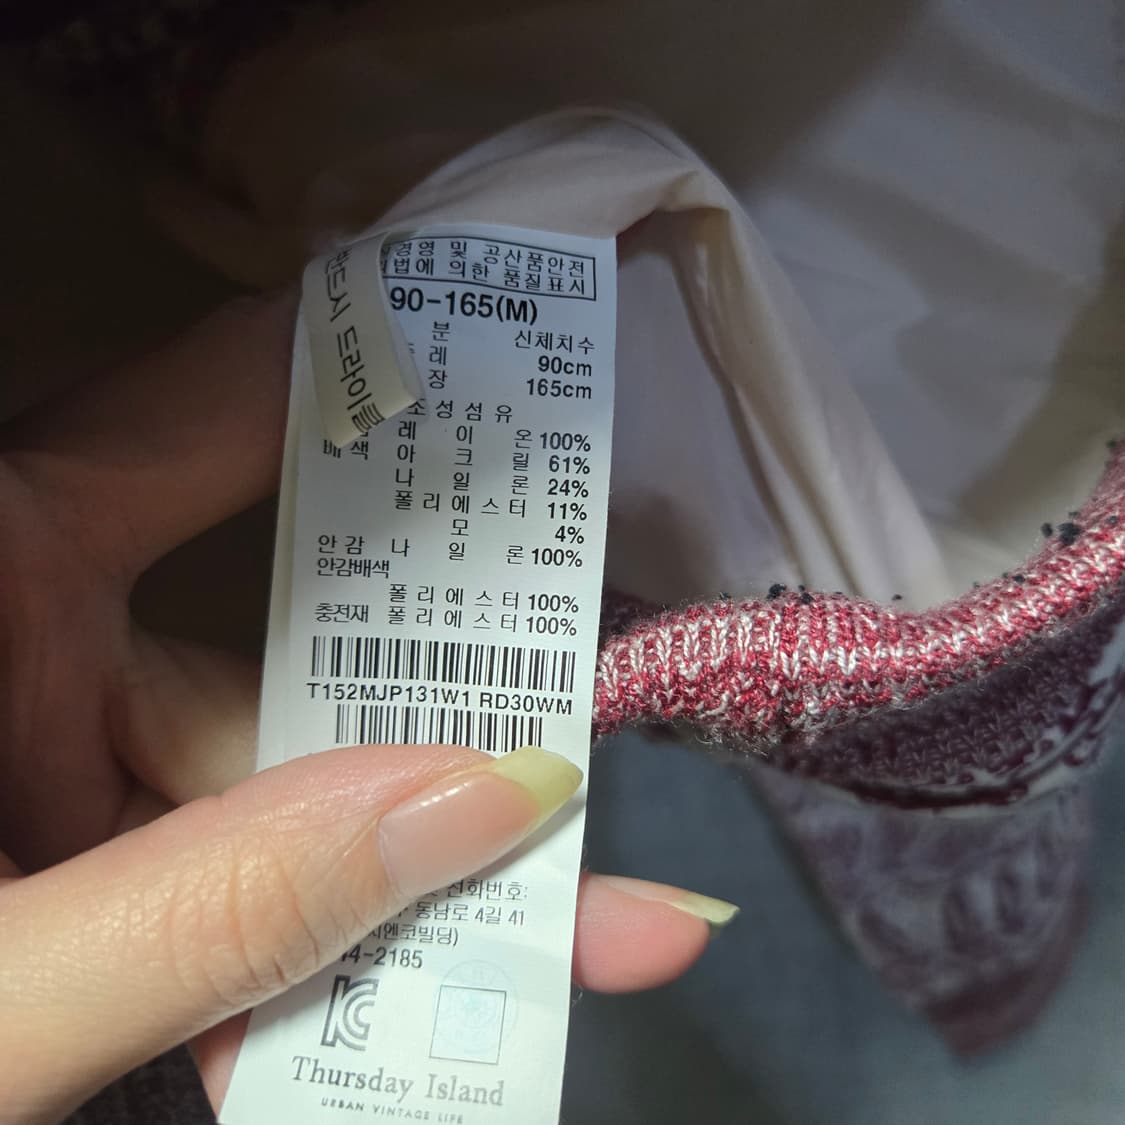 반드시 드라이클
경영 및 공산품안전
법에 의한 품질표시
90-165(M)
분 신체치수
레 90cm
장 165cm
조성섬유
레이온 100%
배색 아크릴 61%
나일론 24%
폴리에스터 11%
모 4%
안감 나일론 100%
안감배색
폴리에스터 100%
충전재 폴리에스터 100%
T152MJP131W1 RD30WM
전화번호:
동남로 4길 41
엔코빌딩)
44-2185
Thursday Island
URBAN VINTAGE LIFE